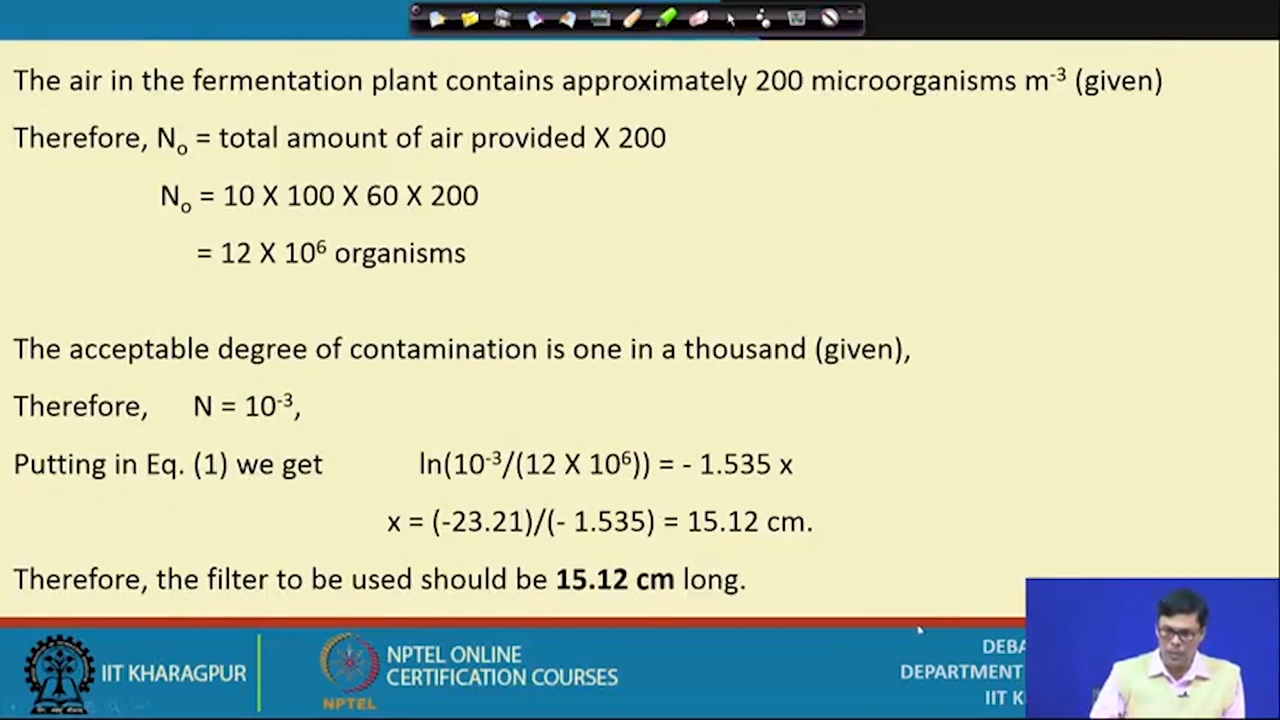 The air in the fermentation plant contains approximately 200 microorganisms m⁻³ (given)
Therefore, Nₒ = total amount of air provided X 200
Nₒ = 10 X 100 X 60 X 200
= 12 X 10⁶ organisms
The acceptable degree of contamination is one in a thousand (given),
Therefore, N = 10⁻³,
Putting in Eq. (1) we get ln(10⁻³/(12 X 10⁶)) = - 1.535 x
x = (-23.21)/(- 1.535) = 15.12 cm.
Therefore, the filter to be used should be 15.12 cm long.
IIT KHARAGPUR
NPTEL
NPTEL ONLINE
CERTIFICATION COURSES
DEBA
DEPARTMENT
IIT K